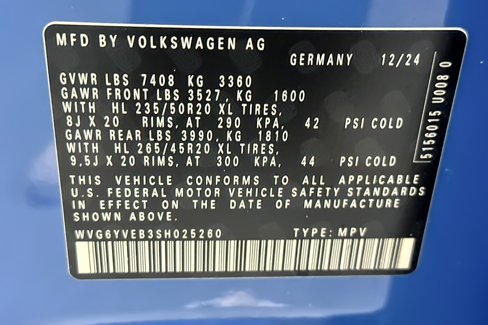 MFD BY VOLKSWAGEN AG
GERMANY 12/24
GVWR LBS 7408 KG 3360
GAWR FRONT LBS 3527, KG 1600
WITH HL 235/50R20 XL TIRES,
8J X 20 RIMS, AT 290 KPA, 42 PSI COLD
GAWR REAR LBS 3990, KG 1810
WITH HL 265/45R20 XL TIRES,
9,5J X 20 RIMS, AT 300 KPA, 44 PSI COLD
THIS VEHICLE CONFORMS TO ALL APPLICABLE
U.S. FEDERAL MOTOR VEHICLE SAFETY STANDARDS
IN EFFECT ON THE DATE OF MANUFACTURE
SHOWN ABOVE.
WVG6YVEB3SH025260 TYPE: MPV
5156015 U008 0